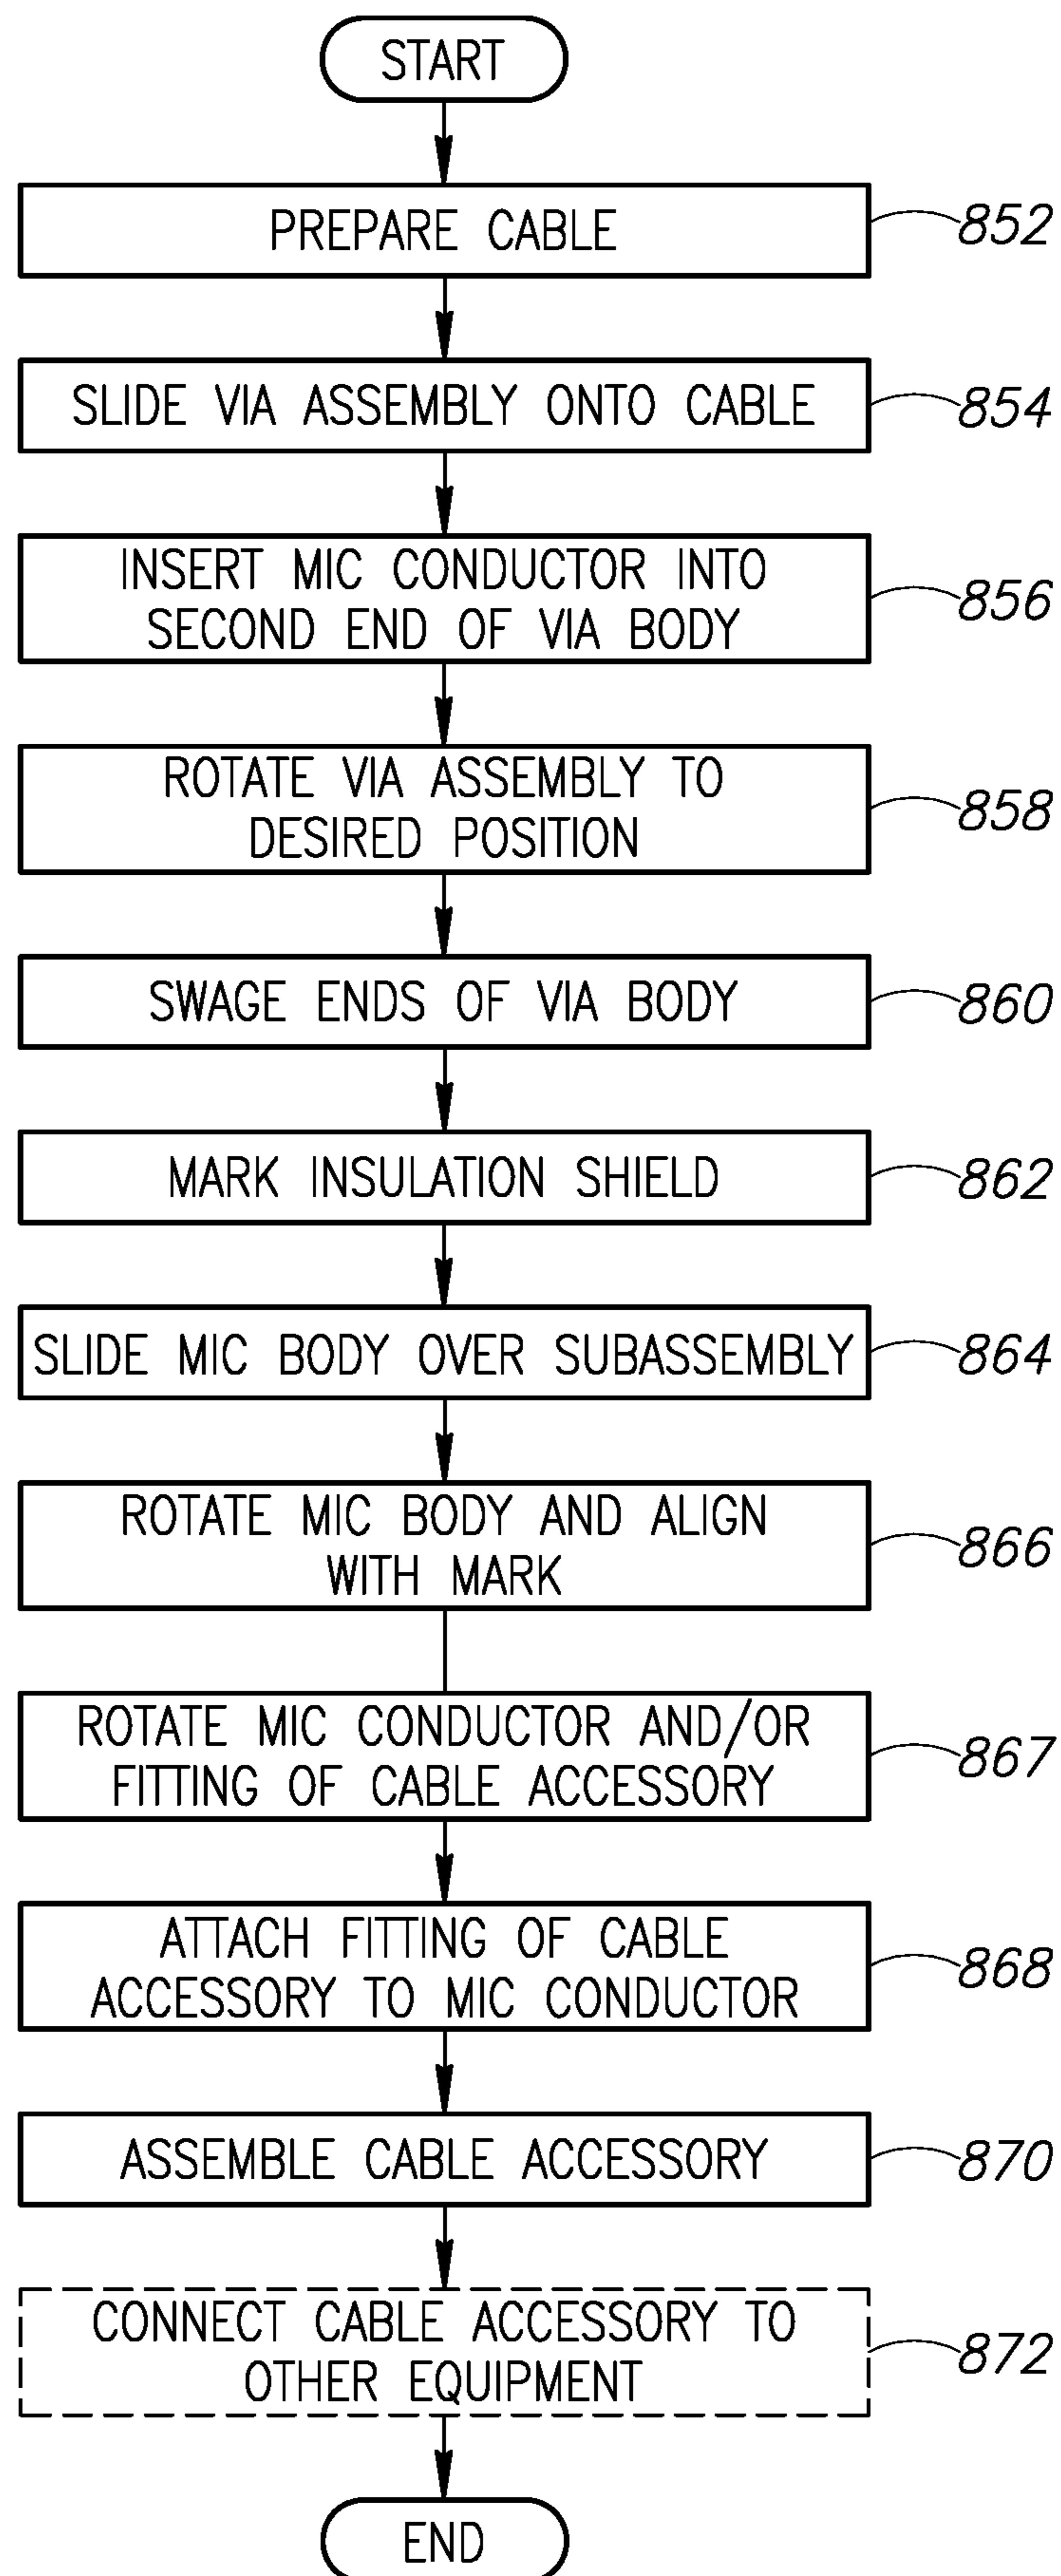 START
PREPARE CABLE
852
SLIDE VIA ASSEMBLY ONTO CABLE
854
INSERT MIC CONDUCTOR INTO
SECOND END OF VIA BODY
856
ROTATE VIA ASSEMBLY TO
DESIRED POSITION
858
SWAGE ENDS OF VIA BODY
860
MARK INSULATION SHIELD
862
SLIDE MIC BODY OVER SUBASSEMBLY
864
ROTATE MIC BODY AND ALIGN
WITH MARK
866
ROTATE MIC CONDUCTOR AND/OR
FITTING OF CABLE ACCESSORY
867
ATTACH FITTING OF CABLE
ACCESSORY TO MIC CONDUCTOR
868
ASSEMBLE CABLE ACCESSORY
870
CONNECT CABLE ACCESSORY TO
OTHER EQUIPMENT
872
END